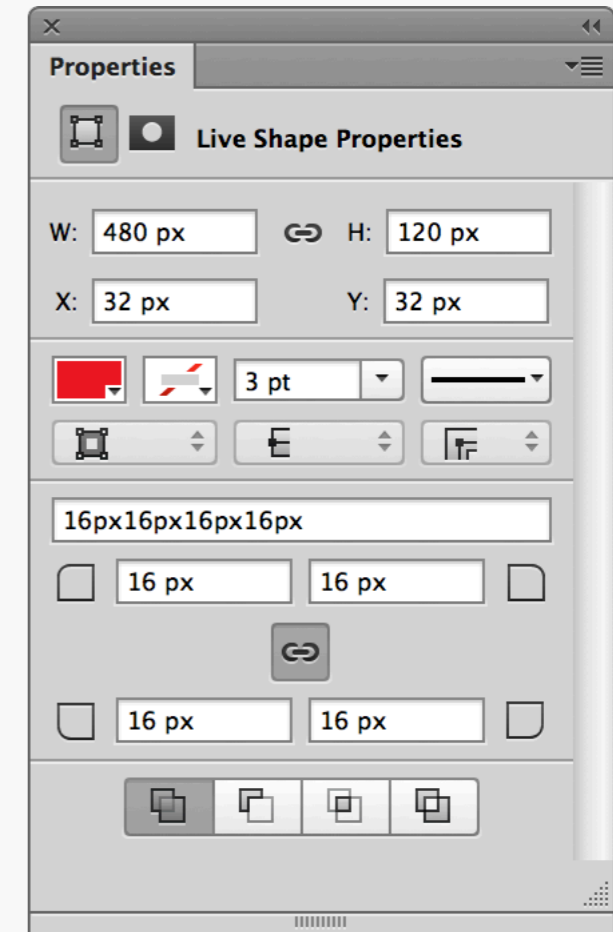 Properties
Live Shape Properties
W: 480 px H: 120 px
X: 32 px Y: 32 px
3 pt
16px16px16px16px
16 px 16 px
16 px 16 px